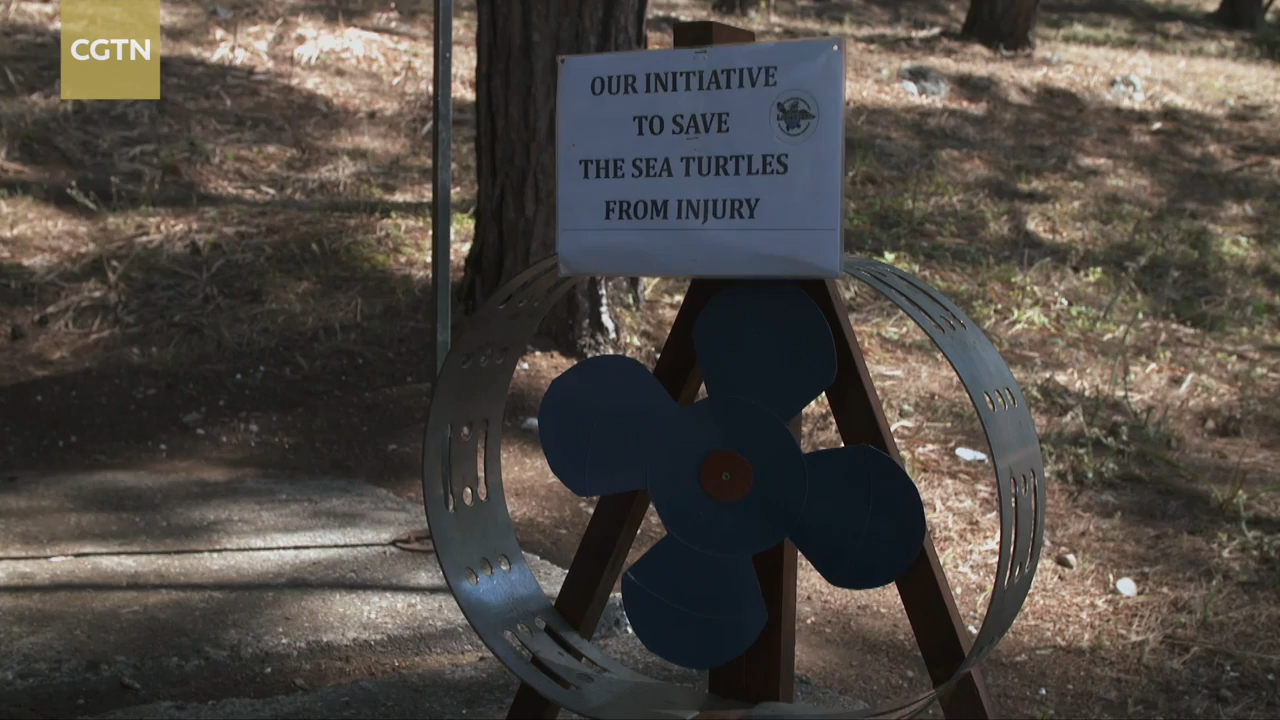 CGTN
OUR INITIATIVE
TO SAVE
THE SEA TURTLES
FROM INJURY